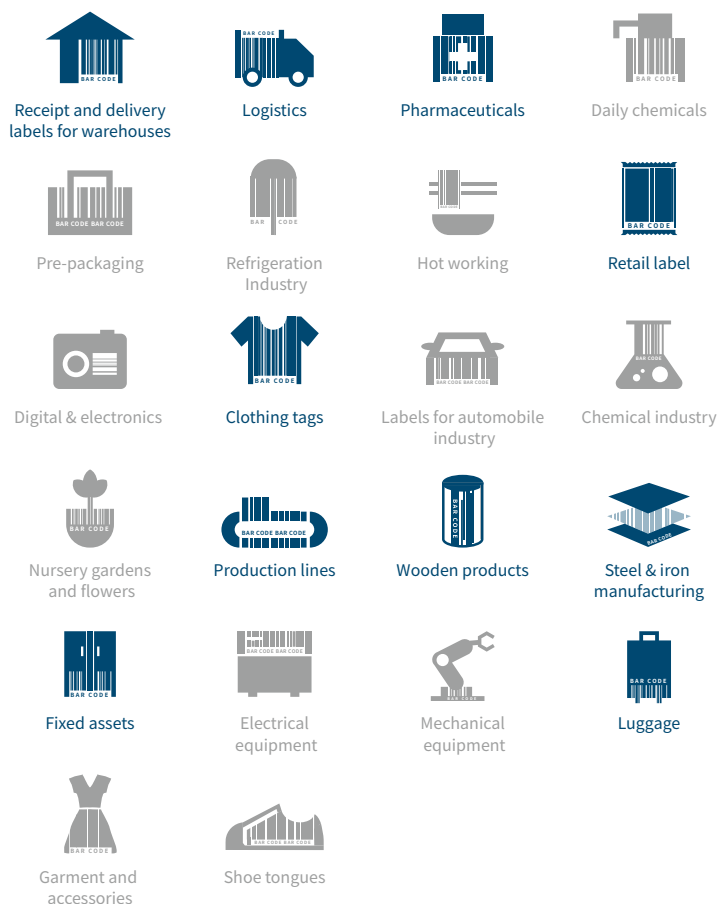 BAR CODE
BAR CODE
BAR CODE
BAR CODE
Receipt and delivery
labels for warehouses
Logistics
Pharmaceuticals
Daily chemicals
BAR CODE BAR CODE
BAR CODE
Pre-packaging
Refrigeration
Industry
Hot working
Retail label
BAR CODE
BAR CODE BAR CODE
BAR CODE
Digital & electronics
Clothing tags
Labels for automobile
industry
Chemical industry
BAR CODE
BAR CODE BAR CODE
BAR CODE
BAR CODE
Nursery gardens
and flowers
Production lines
Wooden products
Steel & iron
manufacturing
BAR CODE
BAR CODE BAR CODE
BAR CODE
BAR CODE
Fixed assets
Electrical
equipment
Mechanical
equipment
Luggage
BAR CODE
BAR CODE BAR CODE
Garment and
accessories
Shoe tongues